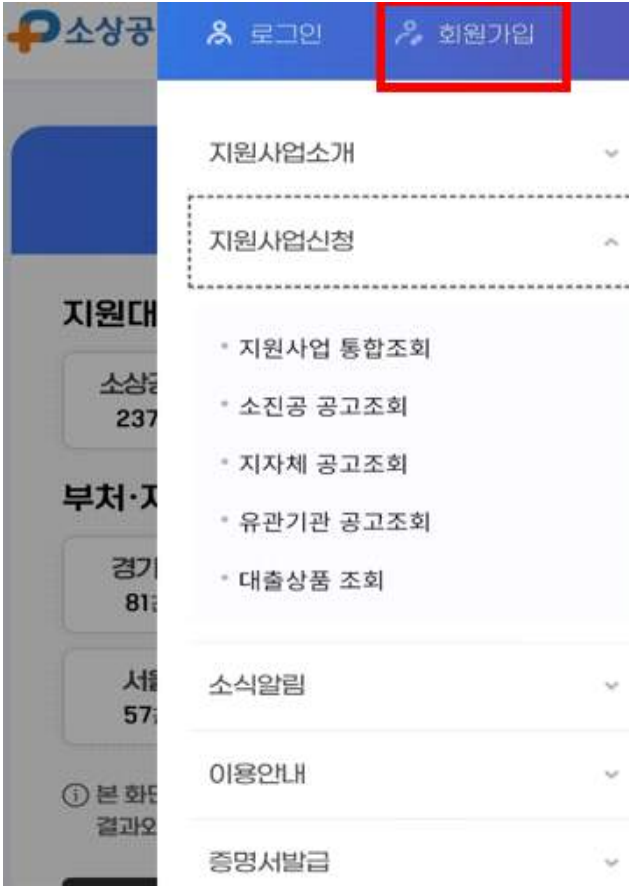 소상공
로그인
회원가입
지원사업소개
지원사업신청
지원사업 통합조회
소진공 공고조회
지자체 공고조회
유관기관 공고조회
대출상품 조회
소식알림
이용안내
증명서발급
지원대
소상공
237
부처·지
경기
81
서울
57
본 화면
결과와